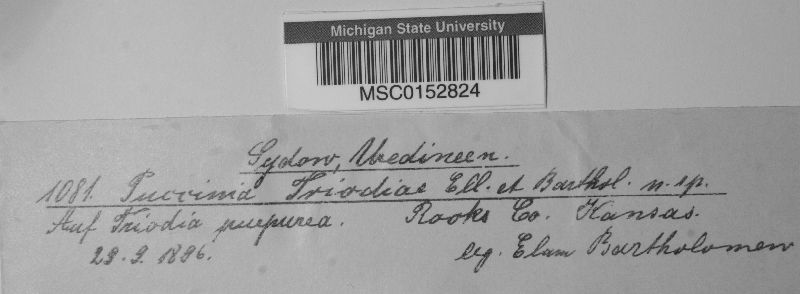 Michigan State University
MSC0152824
Sydow, Uredineen.
1081. Puccinia Triodiae Ell. et Barthol. n. sp.
Auf Triodia purpurea. Rooks Co. Kansas.
29. 9. 1896. leg. Elam Bartholomew